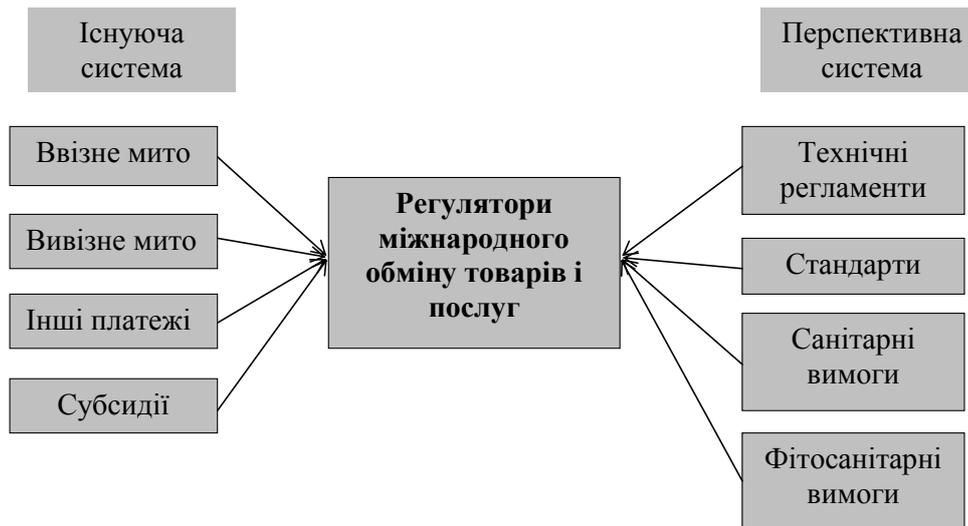 Існуюча
система
Перспективна
система
Ввізне мито
Вивізне мито
Інші платежі
Субсидії
Регулятори
міжнародного
обміну товарів і
послуг
Технічні
регламенти
Стандарти
Санітарні
вимоги
Фітосанітарні
вимоги